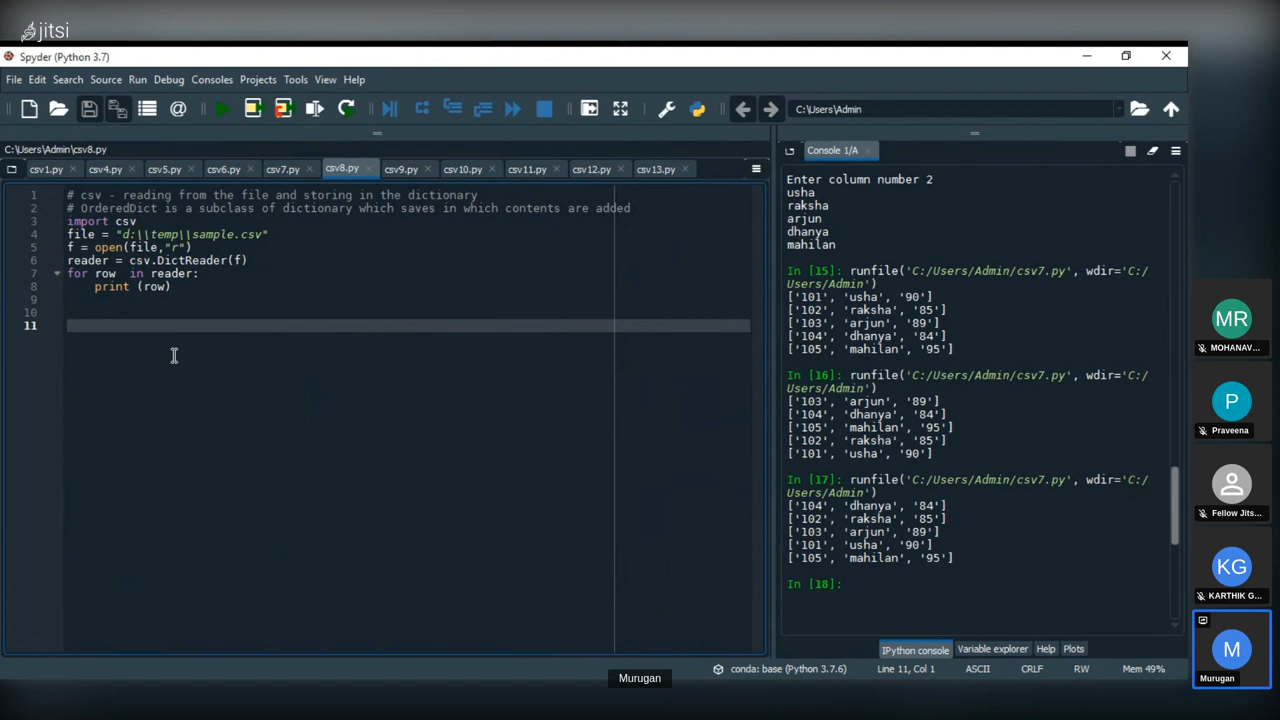 jitsi
Spyder (Python 3.7)
File Edit Search Source Run Debug Consoles Projects Tools View Help
C:\Users\Admin
C:\Users\Admin\csv8.py
csv1.py csv4.py csv5.py csv6.py csv7.py csv8.py csv9.py csv10.py csv11.py csv12.py csv13.py
1 # csv - reading from the file and storing in the dictionary
2 # OrderedDict is a subclass of dictionary which saves in which contents are added
3 import csv
4 file = "d:\\temp\\sample.csv"
5 f = open(file,"r")
6 reader = csv.DictReader(f)
7 for row  in reader:
8     print (row)
9
10
11
Console 1/A
Enter column number 2
usha
raksha
arjun
dhanya
mahilan
In [15]: runfile('C:/Users/Admin/csv7.py', wdir='C:/
Users/Admin')
['101', 'usha', '90']
['102', 'raksha', '85']
['103', 'arjun', '89']
['104', 'dhanya', '84']
['105', 'mahilan', '95']
In [16]: runfile('C:/Users/Admin/csv7.py', wdir='C:/
Users/Admin')
['103', 'arjun', '89']
['104', 'dhanya', '84']
['105', 'mahilan', '95']
['102', 'raksha', '85']
['101', 'usha', '90']
In [17]: runfile('C:/Users/Admin/csv7.py', wdir='C:/
Users/Admin')
['104', 'dhanya', '84']
['102', 'raksha', '85']
['103', 'arjun', '89']
['101', 'usha', '90']
['105', 'mahilan', '95']
In [18]:
IPython console Variable explorer Help Plots
conda: base (Python 3.7.6) Line 11, Col 1 ASCII CRLF RW Mem 49%
Murugan
MR
MOHANAV...
P
Praveena
Fellow Jits...
KG
KARTHIK G...
M
Murugan